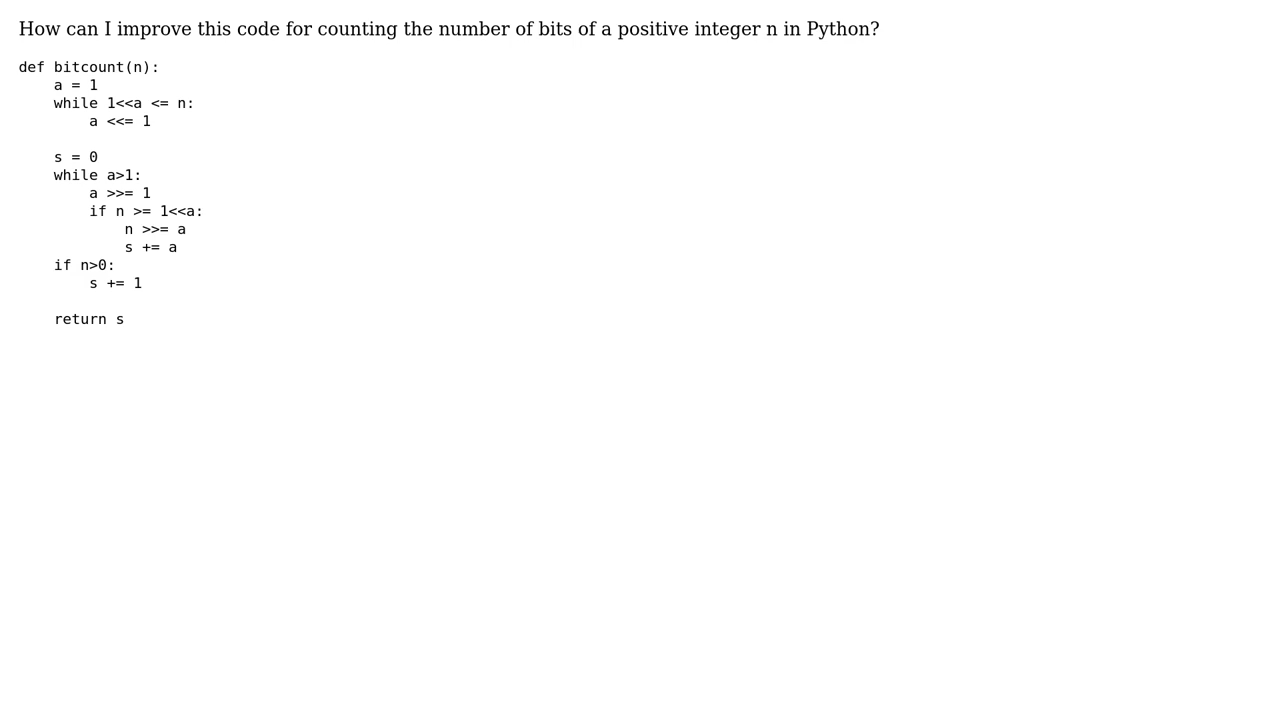 How can I improve this code for counting the number of bits of a positive integer n in Python?
def bitcount(n):
    a = 1
    while 1<<a <= n:
        a <<= 1

    s = 0
    while a>1:
        a >>= 1
        if n >= 1<<a:
            n >>= a
            s += a
    if n>0:
        s += 1

    return s